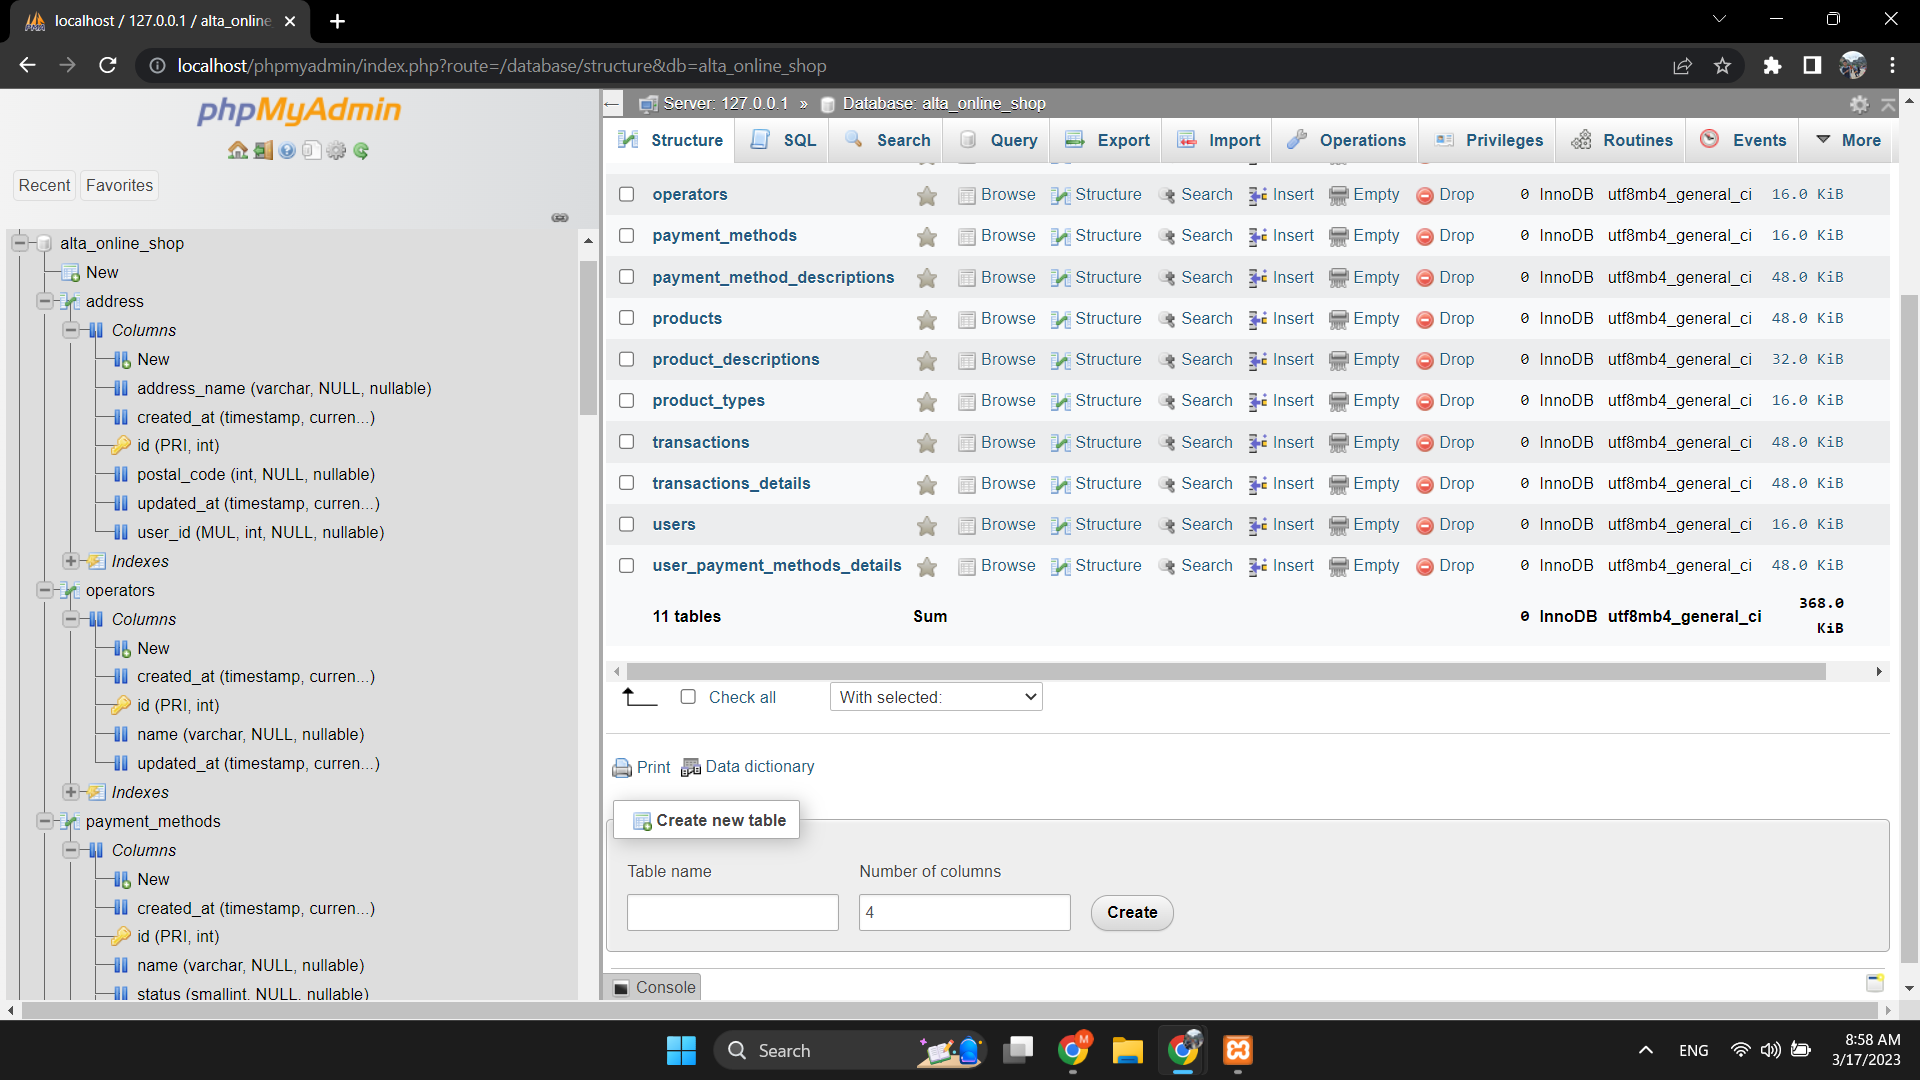 localhost / 127.0.0.1 / alta_online
localhost/phpmyadmin/index.php?route=/database/structure&db=alta_online_shop
phpMyAdmin
Recent Favorites
alta_online_shop
New
address
Columns
New
address_name (varchar, NULL, nullable)
created_at (timestamp, curren...)
id (PRI, int)
postal_code (int, NULL, nullable)
updated_at (timestamp, curren...)
user_id (MUL, int, NULL, nullable)
Indexes
operators
Columns
New
created_at (timestamp, curren...)
id (PRI, int)
name (varchar, NULL, nullable)
updated_at (timestamp, curren...)
Indexes
payment_methods
Columns
New
created_at (timestamp, curren...)
id (PRI, int)
name (varchar, NULL, nullable)
status (smallint, NULL, nullable)
Server: 127.0.0.1 » Database: alta_online_shop
Structure SQL Search Query Export Import Operations Privileges Routines Events More
operators Browse Structure Search Insert Empty Drop 0 InnoDB utf8mb4_general_ci 16.0 KiB
payment_methods Browse Structure Search Insert Empty Drop 0 InnoDB utf8mb4_general_ci 16.0 KiB
payment_method_descriptions Browse Structure Search Insert Empty Drop 0 InnoDB utf8mb4_general_ci 48.0 KiB
products Browse Structure Search Insert Empty Drop 0 InnoDB utf8mb4_general_ci 48.0 KiB
product_descriptions Browse Structure Search Insert Empty Drop 0 InnoDB utf8mb4_general_ci 32.0 KiB
product_types Browse Structure Search Insert Empty Drop 0 InnoDB utf8mb4_general_ci 16.0 KiB
transactions Browse Structure Search Insert Empty Drop 0 InnoDB utf8mb4_general_ci 48.0 KiB
transactions_details Browse Structure Search Insert Empty Drop 0 InnoDB utf8mb4_general_ci 48.0 KiB
users Browse Structure Search Insert Empty Drop 0 InnoDB utf8mb4_general_ci 16.0 KiB
user_payment_methods_details Browse Structure Search Insert Empty Drop 0 InnoDB utf8mb4_general_ci 48.0 KiB
11 tables Sum 0 InnoDB utf8mb4_general_ci 368.0 KiB
Check all With selected:
Print Data dictionary
Create new table
Table name Number of columns
4 Create
Console
Search
M
ENG
8:58 AM
3/17/2023